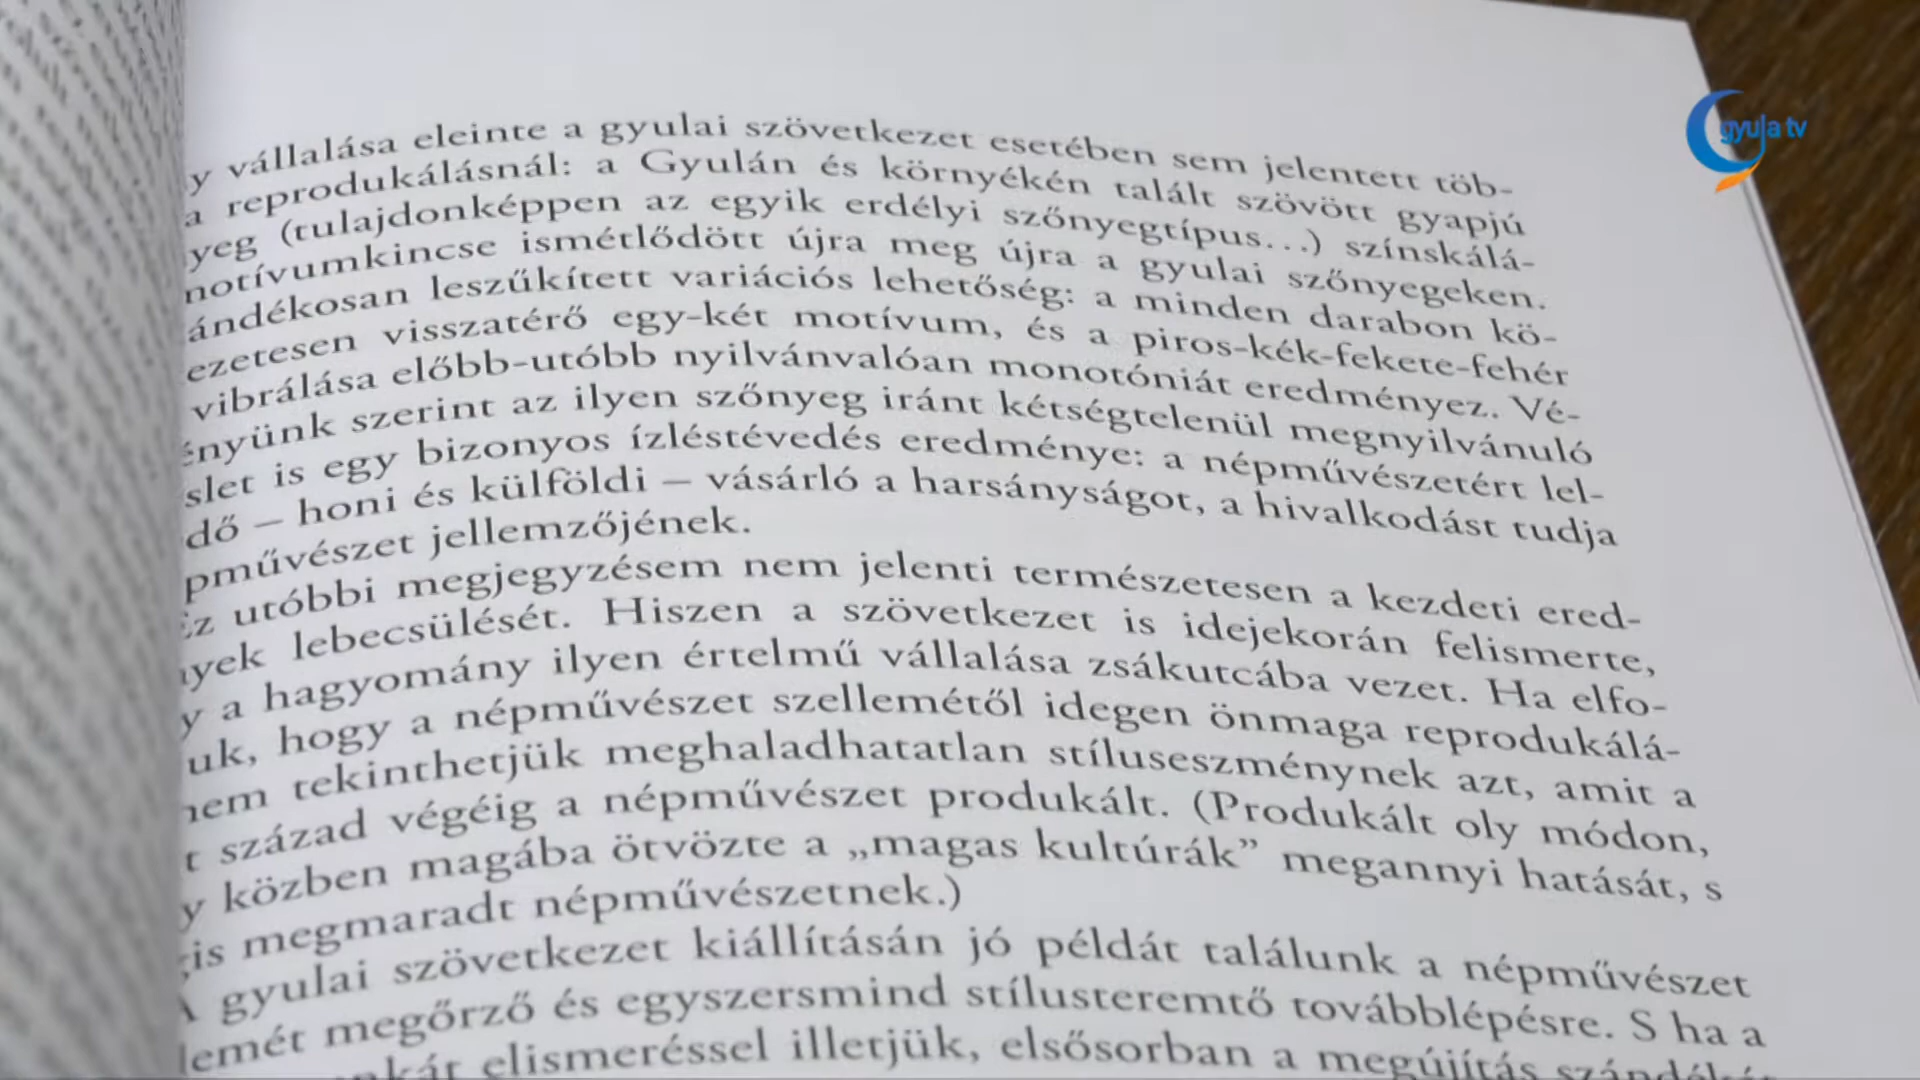 gyula tv
y vállalása eleinte a gyulai szövetkezet esetében sem jelentett töb-
a reprodukálásnál: a Gyulán és környékén talált szövött gyapjú
yeg (tulajdonképpen az egyik erdélyi szőnyegtípus...) színskálá-
notívumkincse ismétlődött újra meg újra a gyulai szőnyegeken.
ándékosan leszűkített variációs lehetőség: a minden darabon kö-
ezetesen visszatérő egy-két motívum, és a piros-kék-fekete-fehér
vibrálása előbb-utóbb nyilvánvalóan monotóniát eredményez. Vé-
ényünk szerint az ilyen szőnyeg iránt kétségtelenül megnyilvánuló
slet is egy bizonyos ízléstévedés eredménye: a népművészetért lel-
dő – honi és külföldi – vásárló a harsányságot, a hivalkodást tudja
pművészet jellemzőjének.
Ez utóbbi megjegyzésem nem jelenti természetesen a kezdeti ered-
nyek lebecsülését. Hiszen a szövetkezet is idejekorán felismerte,
y a hagyomány ilyen értelmű vállalása zsákutcába vezet. Ha elfo-
uk, hogy a népművészet szellemétől idegen önmaga reprodukálá-
nem tekinthetjük meghaladhatatlan stíluseszménynek azt, amit a
t század végéig a népművészet produkált. (Produkált oly módon,
y közben magába ötvözte a „magas kultúrák” megannyi hatását, s
gis megmaradt népművészetnek.)
A gyulai szövetkezet kiállításán jó példát találunk a népművészet
lemét megőrző és egyszersmind stílusteremtő továbblépésre. S ha a
elismeréssel illetjük, elsősorban a megújítás